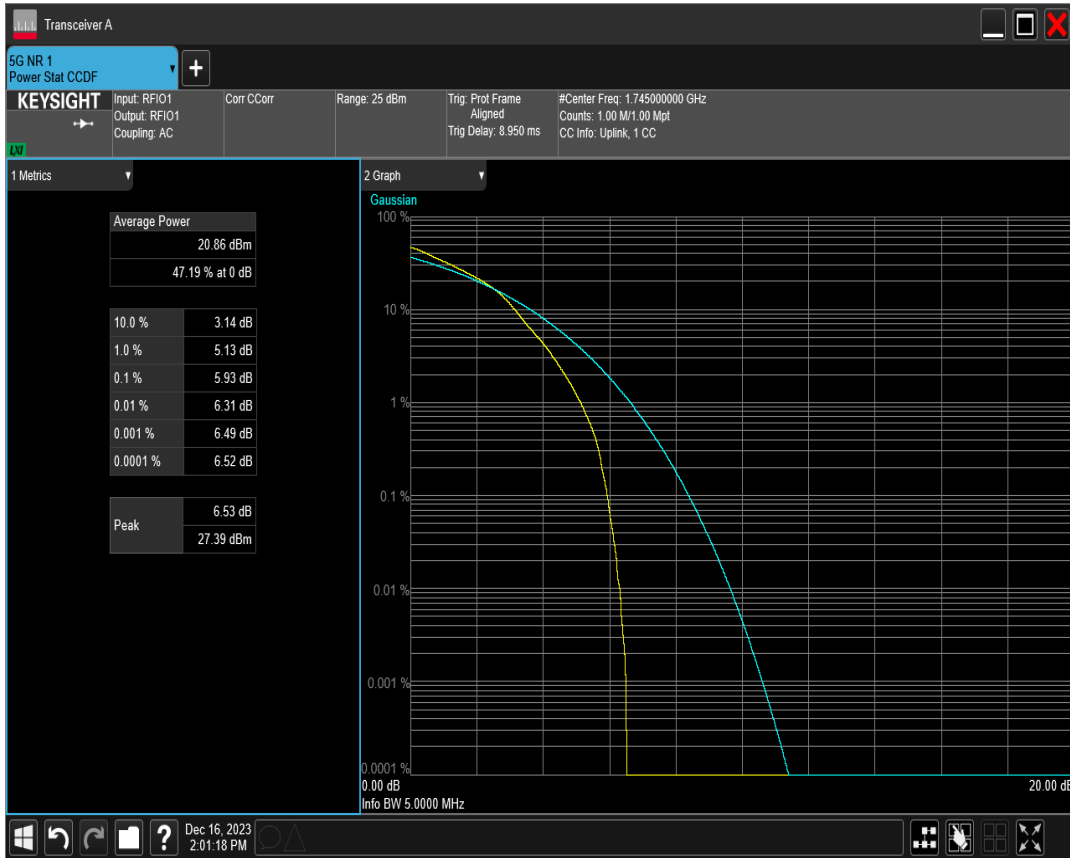 Transceiver A
5G NR 1
Power Stat CCDF
KEYSIGHT
LXI
Input: RFIO1
Output: RFIO1
Coupling: AC
Corr CCorr
Range: 25 dBm
Trig: Prot Frame
Aligned
Trig Delay: 8.950 ms
#Center Freq: 1.745000000 GHz
Counts: 1.00 M/1.00 Mpt
CC Info: Uplink, 1 CC
1 Metrics
Average Power
20.86 dBm
47.19 % at 0 dB
10.0 % 3.14 dB
1.0 % 5.13 dB
0.1 % 5.93 dB
0.01 % 6.31 dB
0.001 % 6.49 dB
0.0001 % 6.52 dB
Peak
6.53 dB
27.39 dBm
2 Graph
Gaussian
100 %
10 %
1 %
0.1 %
0.01 %
0.001 %
0.0001 %
0.00 dB 20.00 dB
Info BW 5.0000 MHz
?
Dec 16, 2023
2:01:18 PM